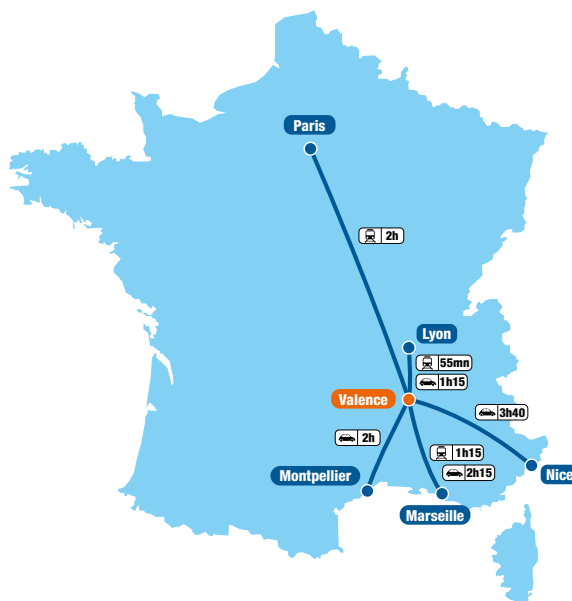 Paris
2h
Lyon
55mn
1h15
Valence
3h40
2h
1h15
Montpellier
2h15
Nice
Marseille